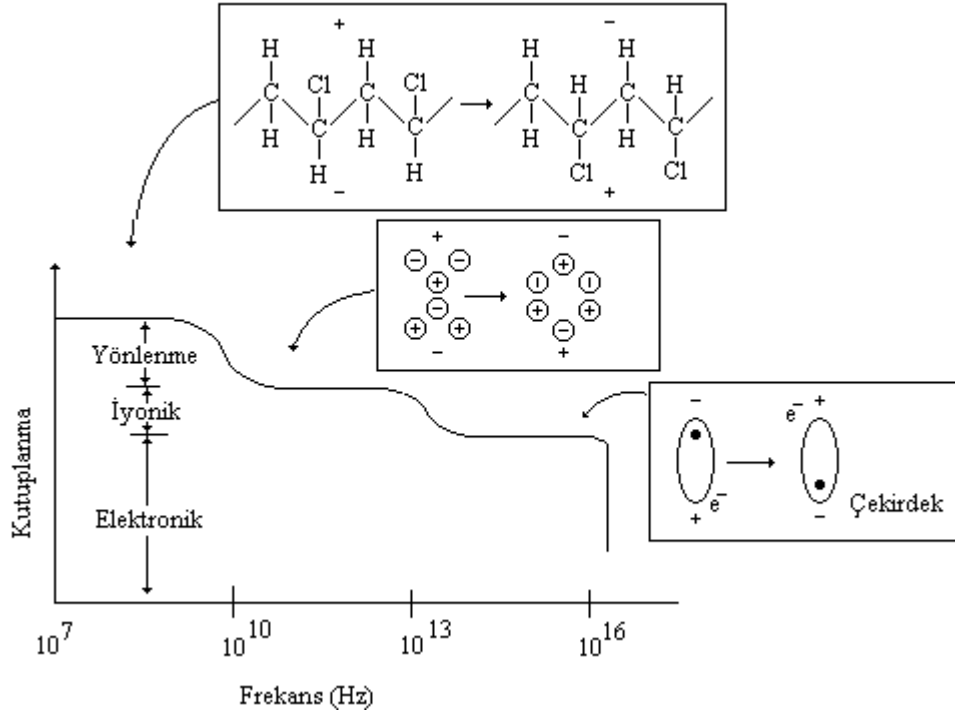 + −
H Cl H Cl H H H H
C C C C C C C C
H H H H H Cl H Cl
− +
+ −
− − − + −
+ + +
− + +
+ + −
− +
Yönlenme
İyonik
Elektronik
Kutuplanma
− +
e⁻ e⁻
+ −
Çekirdek
10⁷ 10¹⁰ 10¹³ 10¹⁶
Frekans (Hz)